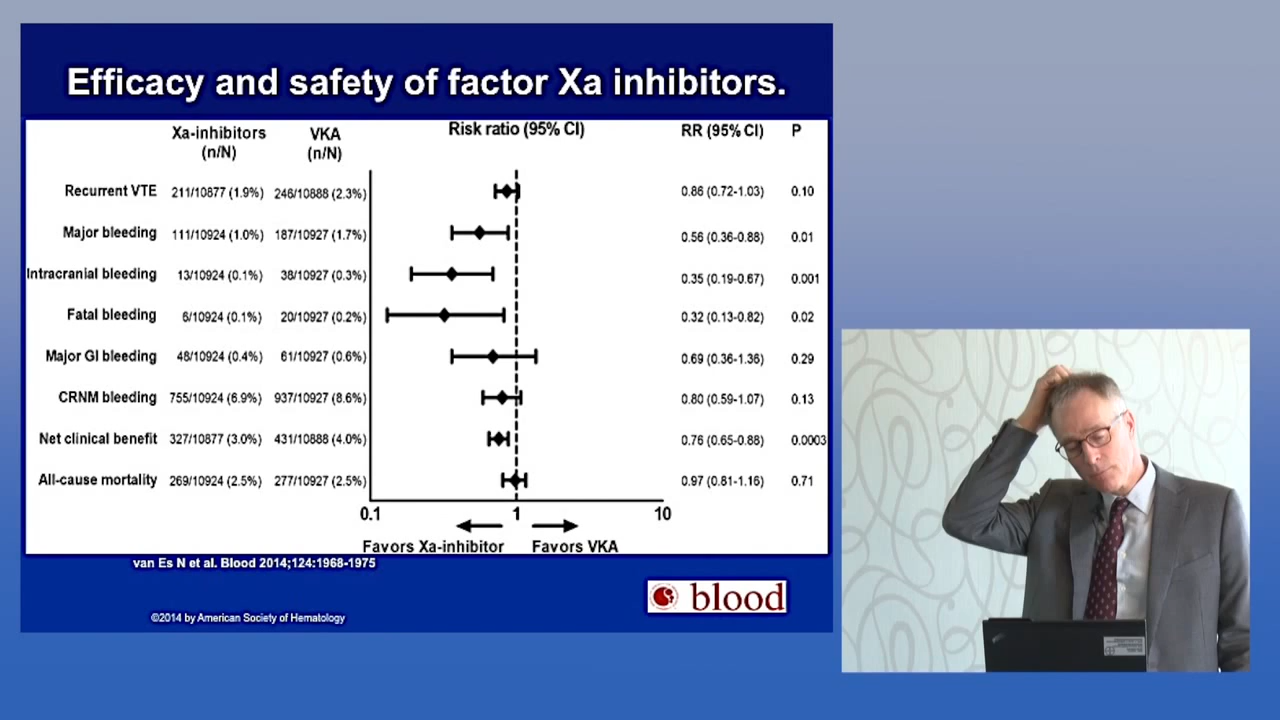 Efficacy and safety of factor Xa inhibitors.
Xa-inhibitors (n/N) VKA (n/N) Risk ratio (95% CI) RR (95% CI) P
Recurrent VTE 211/10877 (1.9%) 246/10888 (2.3%) 0.86 (0.72-1.03) 0.10
Major bleeding 111/10924 (1.0%) 187/10927 (1.7%) 0.56 (0.36-0.88) 0.01
Intracranial bleeding 13/10924 (0.1%) 38/10927 (0.3%) 0.35 (0.19-0.67) 0.001
Fatal bleeding 6/10924 (0.1%) 20/10927 (0.2%) 0.32 (0.13-0.82) 0.02
Major GI bleeding 48/10924 (0.4%) 61/10927 (0.6%) 0.69 (0.36-1.36) 0.29
CRNM bleeding 755/10924 (6.9%) 937/10927 (8.6%) 0.80 (0.59-1.07) 0.13
Net clinical benefit 327/10877 (3.0%) 431/10888 (4.0%) 0.76 (0.65-0.88) 0.0003
All-cause mortality 269/10924 (2.5%) 277/10927 (2.5%) 0.97 (0.81-1.16) 0.71
0.1 1 10
Favors Xa-inhibitor Favors VKA
van Es N et al. Blood 2014;124:1968-1975
blood
©2014 by American Society of Hematology